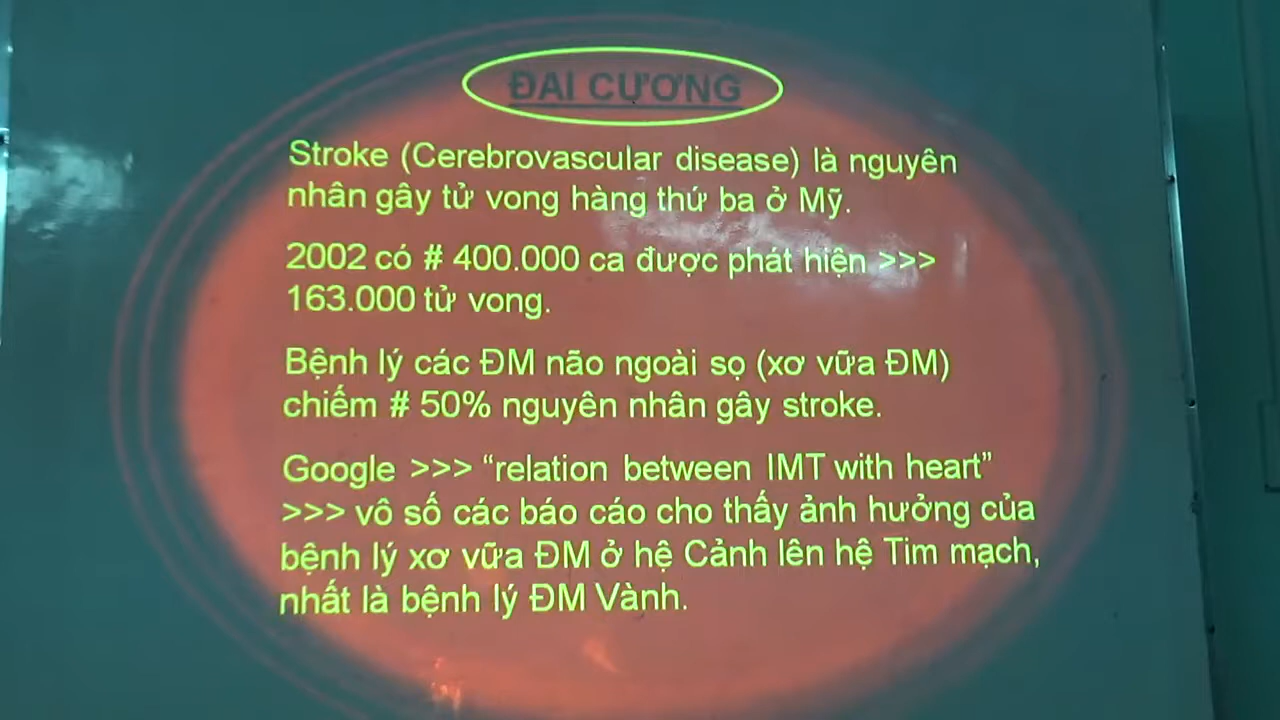 ĐẠI CƯƠNG
Stroke (Cerebrovascular disease) là nguyên
nhân gây tử vong hàng thứ ba ở Mỹ.
2002 có # 400.000 ca được phát hiện >>>
163.000 tử vong.
Bệnh lý các ĐM não ngoài sọ (xơ vữa ĐM)
chiếm # 50% nguyên nhân gây stroke.
Google >>> “relation between IMT with heart”
>>> vô số các báo cáo cho thấy ảnh hưởng của
bệnh lý xơ vữa ĐM ở hệ Cảnh lên hệ Tim mạch,
nhất là bệnh lý ĐM Vành.